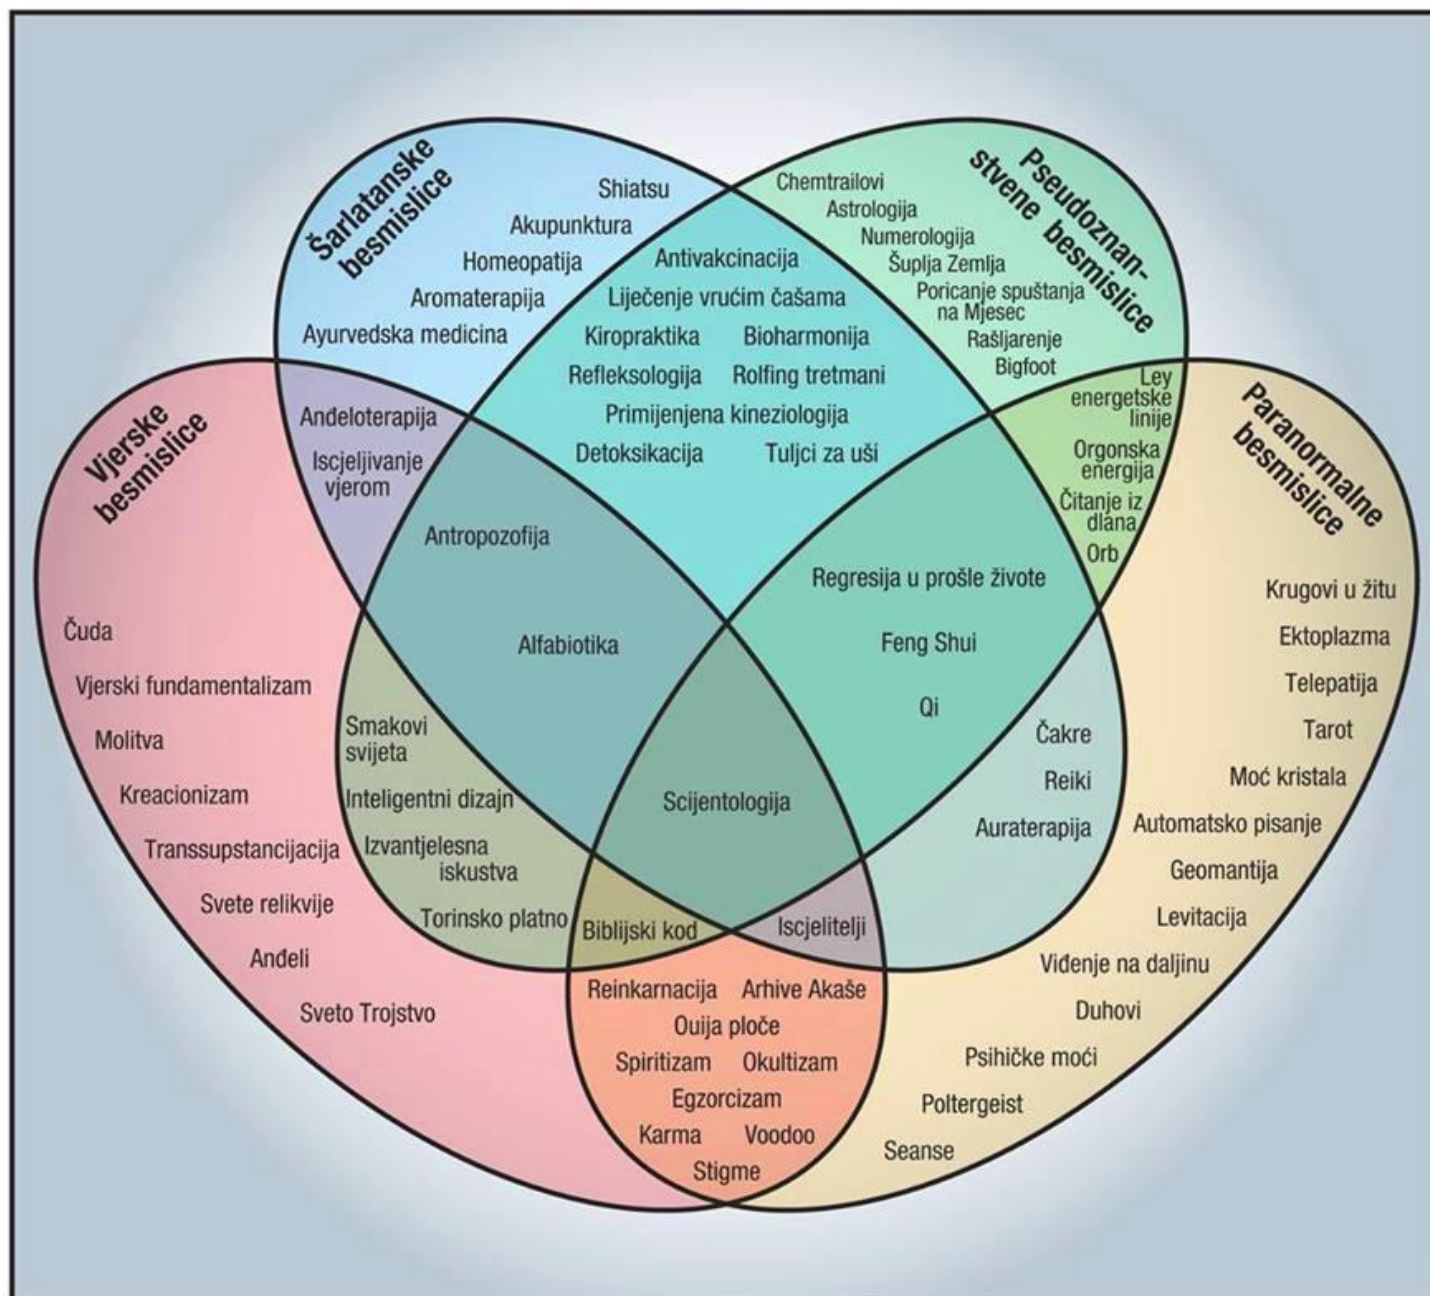 Šarlatanske
besmislice
Shiatsu
Akupunktura
Homeopatija
Aromaterapija
Ayurvedska medicina
Pseudoznan-
stvene besmislice
Chemtrailovi
Astrologija
Numerologija
Šuplja Zemlja
Poricanje spuštanja
na Mjesec
Rašljarenje
Bigfoot
Antivakcinacija
Liječenje vrućim čašama
Kiropraktika Bioharmonija
Refleksologija Rolfing tretmani
Primijenjena kineziologija
Detoksikacija Tuljci za uši
Vjerske
besmislice
Čuda
Vjerski fundamentalizam
Molitva
Kreacionizam
Transsupstancijacija
Svete relikvije
Anđeli
Sveto Trojstvo
Anđeloterapija
Iscjeljivanje
vjerom
Antropozofija
Alfabiotika
Smakovi
svijeta
Inteligentni dizajn
Izvantjelesna
iskustva
Torinsko platno
Biblijski kod
Scijentologija
Iscjelitelji
Regresija u prošle živote
Feng Shui
Qi
Ley
energetske
linije
Orgonska
energija
Čitanje iz
dlana
Orb
Čakre
Reiki
Auraterapija
Paranormalne
besmislice
Krugovi u žitu
Ektoplazma
Telepatija
Tarot
Moć kristala
Automatsko pisanje
Geomantija
Levitacija
Viđenje na daljinu
Duhovi
Psihičke moći
Poltergeist
Seanse
Reinkarnacija Arhive Akaše
Ouija ploče
Spiritizam Okultizam
Egzorcizam
Karma Voodoo
Stigme